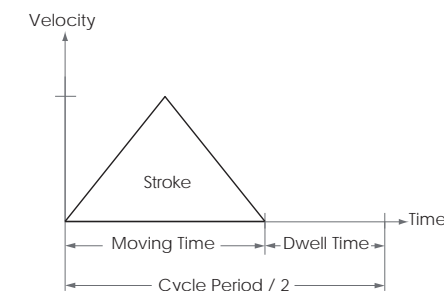 Velocity
Stroke
Time
Moving Time
Dwell Time
Cycle Period / 2